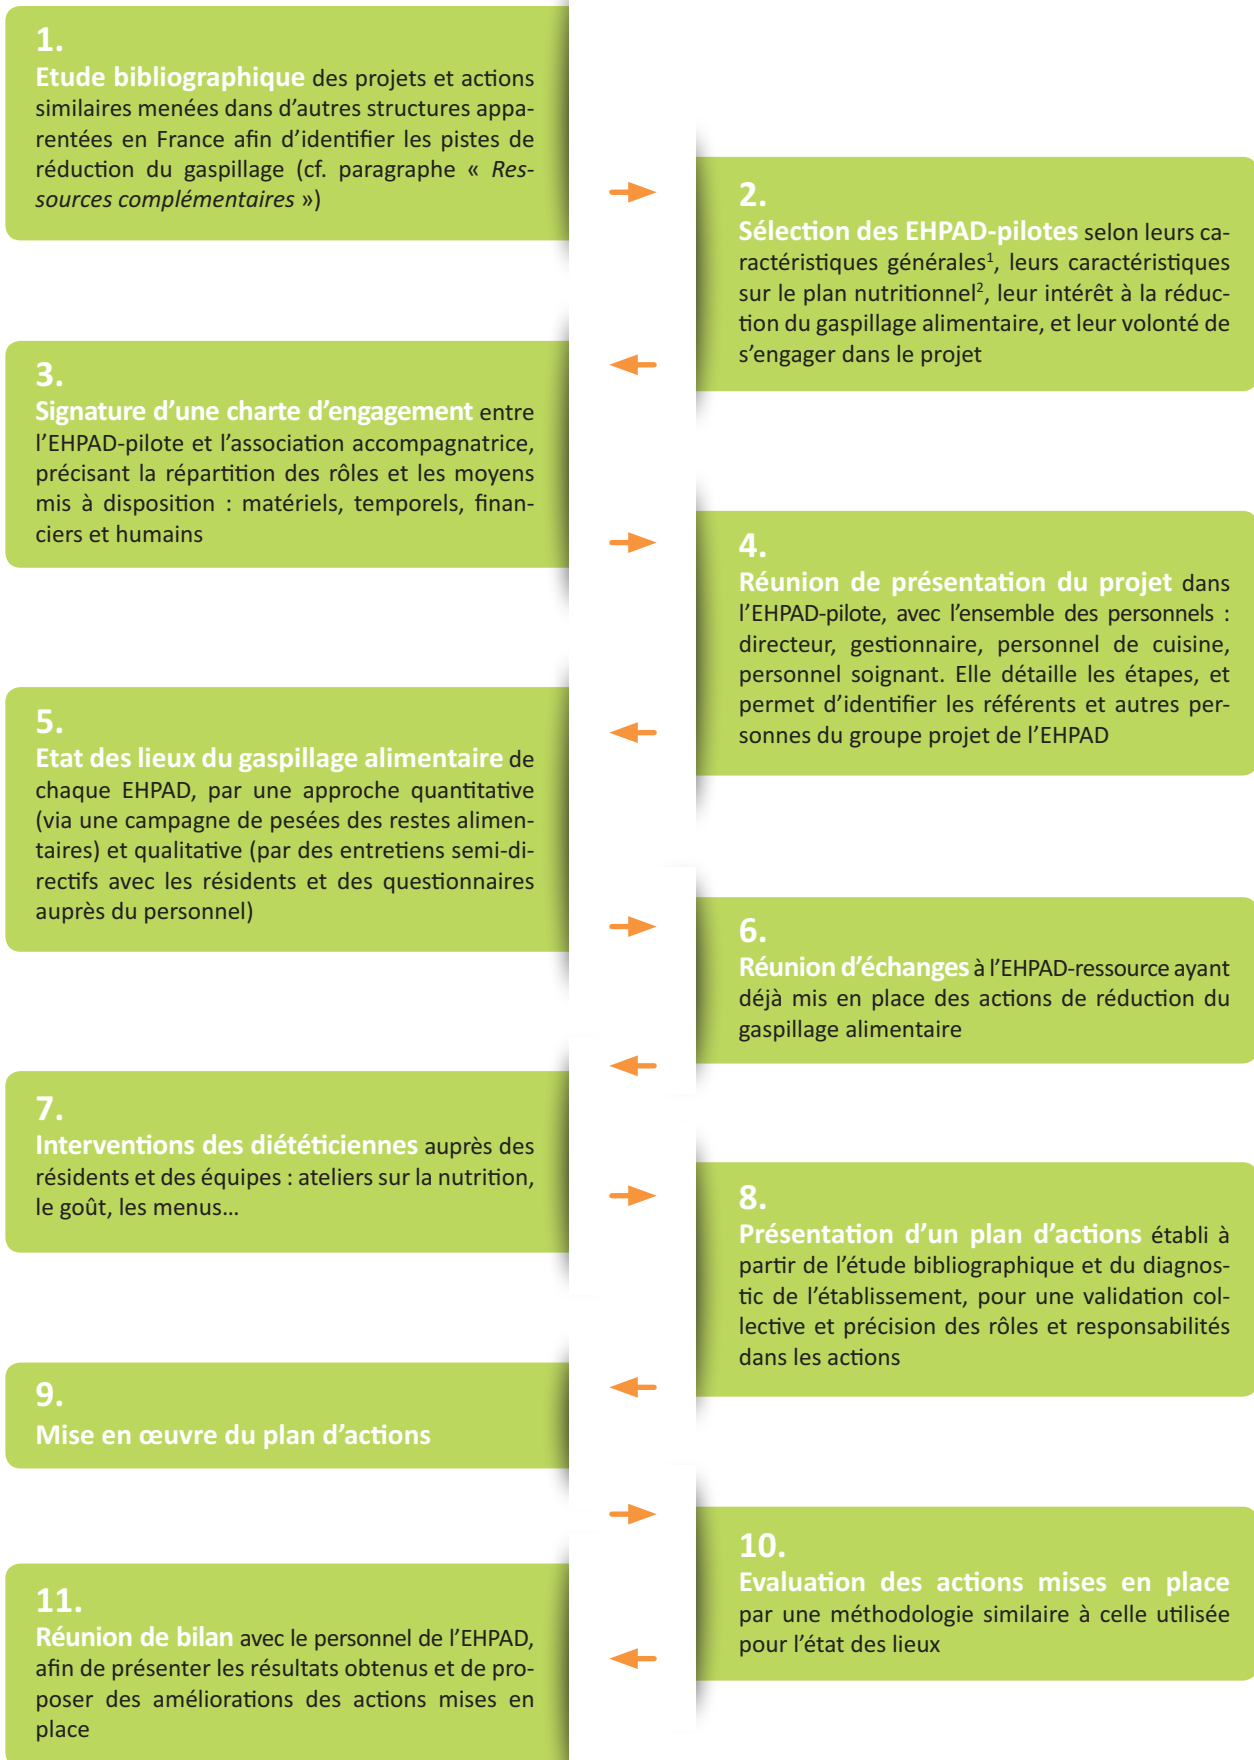 1.
Etude bibliographique des projets et actions
similaires menées dans d’autres structures appa-
rentées en France afin d’identifier les pistes de
réduction du gaspillage (cf. paragraphe « Res-
sources complémentaires »)
2.
Sélection des EHPAD-pilotes selon leurs ca-
ractéristiques générales1, leurs caractéristiques
sur le plan nutritionnel2, leur intérêt à la réduc-
tion du gaspillage alimentaire, et leur volonté de
s’engager dans le projet
3.
Signature d’une charte d’engagement entre
l’EHPAD-pilote et l’association accompagnatrice,
précisant la répartition des rôles et les moyens
mis à disposition : matériels, temporels, finan-
ciers et humains
4.
Réunion de présentation du projet dans
l’EHPAD-pilote, avec l’ensemble des personnels :
directeur, gestionnaire, personnel de cuisine,
personnel soignant. Elle détaille les étapes, et
permet d’identifier les référents et autres per-
sonnes du groupe projet de l’EHPAD
5.
Etat des lieux du gaspillage alimentaire de
chaque EHPAD, par une approche quantitative
(via une campagne de pesées des restes alimen-
taires) et qualitative (par des entretiens semi-di-
rectifs avec les résidents et des questionnaires
auprès du personnel)
6.
Réunion d’échanges à l’EHPAD-ressource ayant
déjà mis en place des actions de réduction du
gaspillage alimentaire
7.
Interventions des diététiciennes auprès des
résidents et des équipes : ateliers sur la nutrition,
le goût, les menus…
8.
Présentation d’un plan d’actions établi à
partir de l’étude bibliographique et du diagnos-
tic de l’établissement, pour une validation col-
lective et précision des rôles et responsabilités
dans les actions
9.
Mise en œuvre du plan d’actions
10.
Evaluation des actions mises en place
par une méthodologie similaire à celle utilisée
pour l’état des lieux
11.
Réunion de bilan avec le personnel de l’EHPAD,
afin de présenter les résultats obtenus et de pro-
poser des améliorations des actions mises en
place